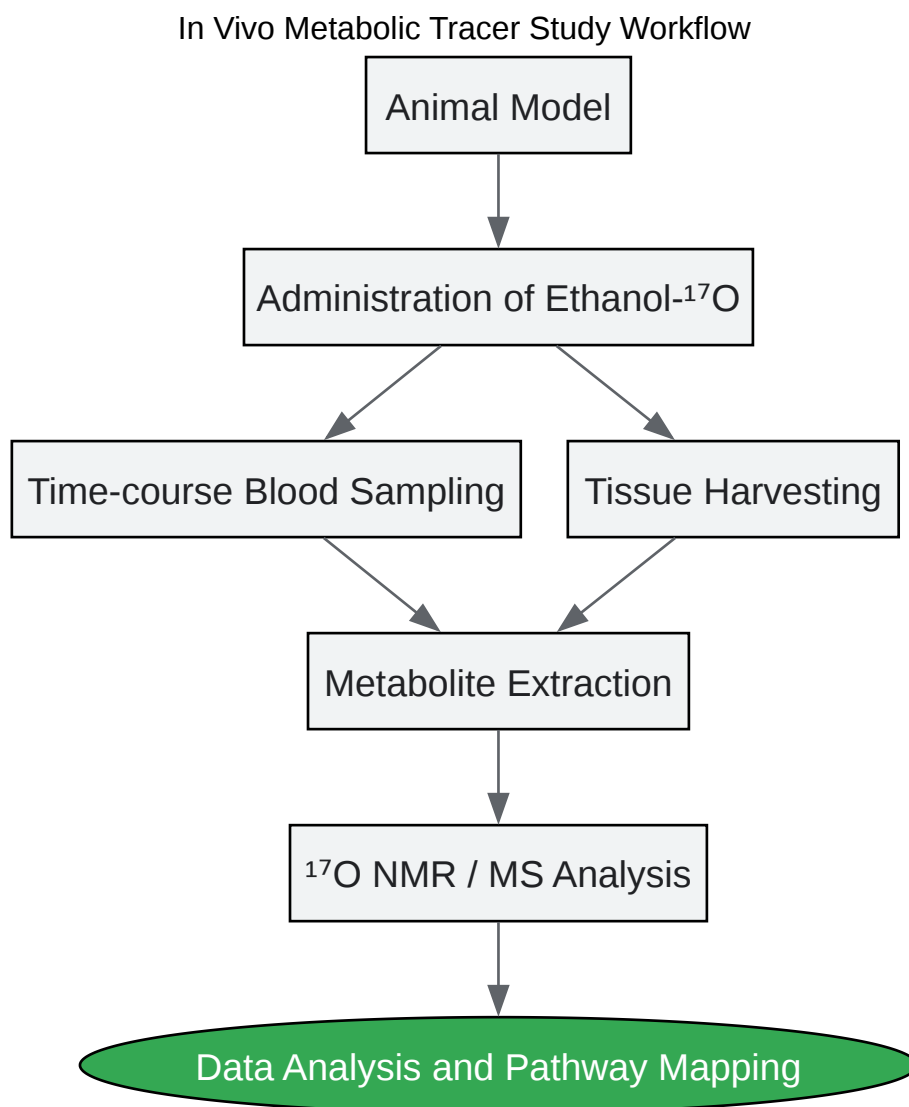 In Vivo Metabolic Tracer Study Workflow
Animal Model
Administration of Ethanol-¹⁷O
Time-course Blood Sampling
Tissue Harvesting
Metabolite Extraction
¹⁷O NMR / MS Analysis
Data Analysis and Pathway Mapping